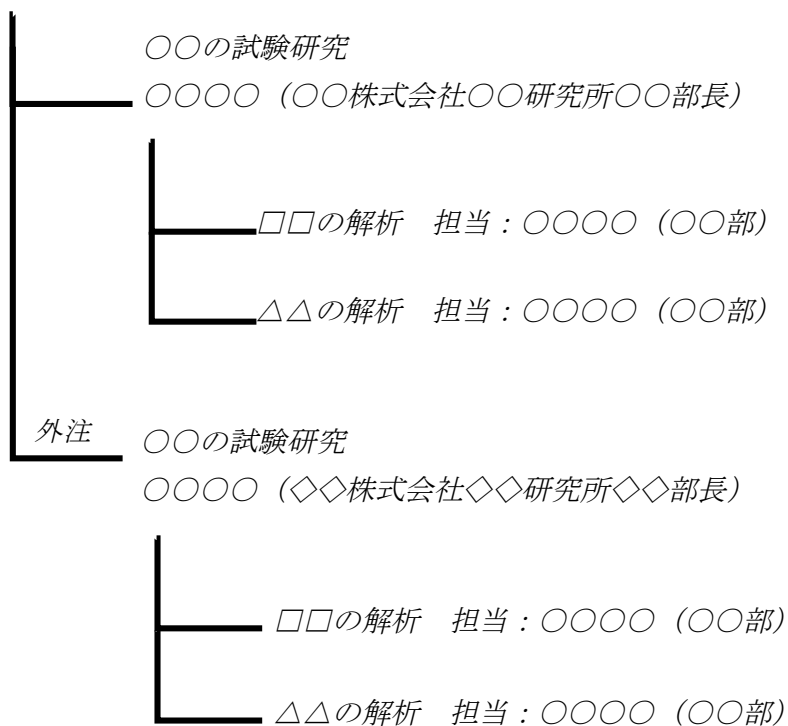 ○○の試験研究
○○○○（○○株式会社○○研究所○○部長）
□□の解析　担当：○○○○（○○部）
△△の解析　担当：○○○○（○○部）
外注
○○の試験研究
○○○○（◇◇株式会社◇◇研究所◇◇部長）
□□の解析　担当：○○○○（○○部）
△△の解析　担当：○○○○（○○部）